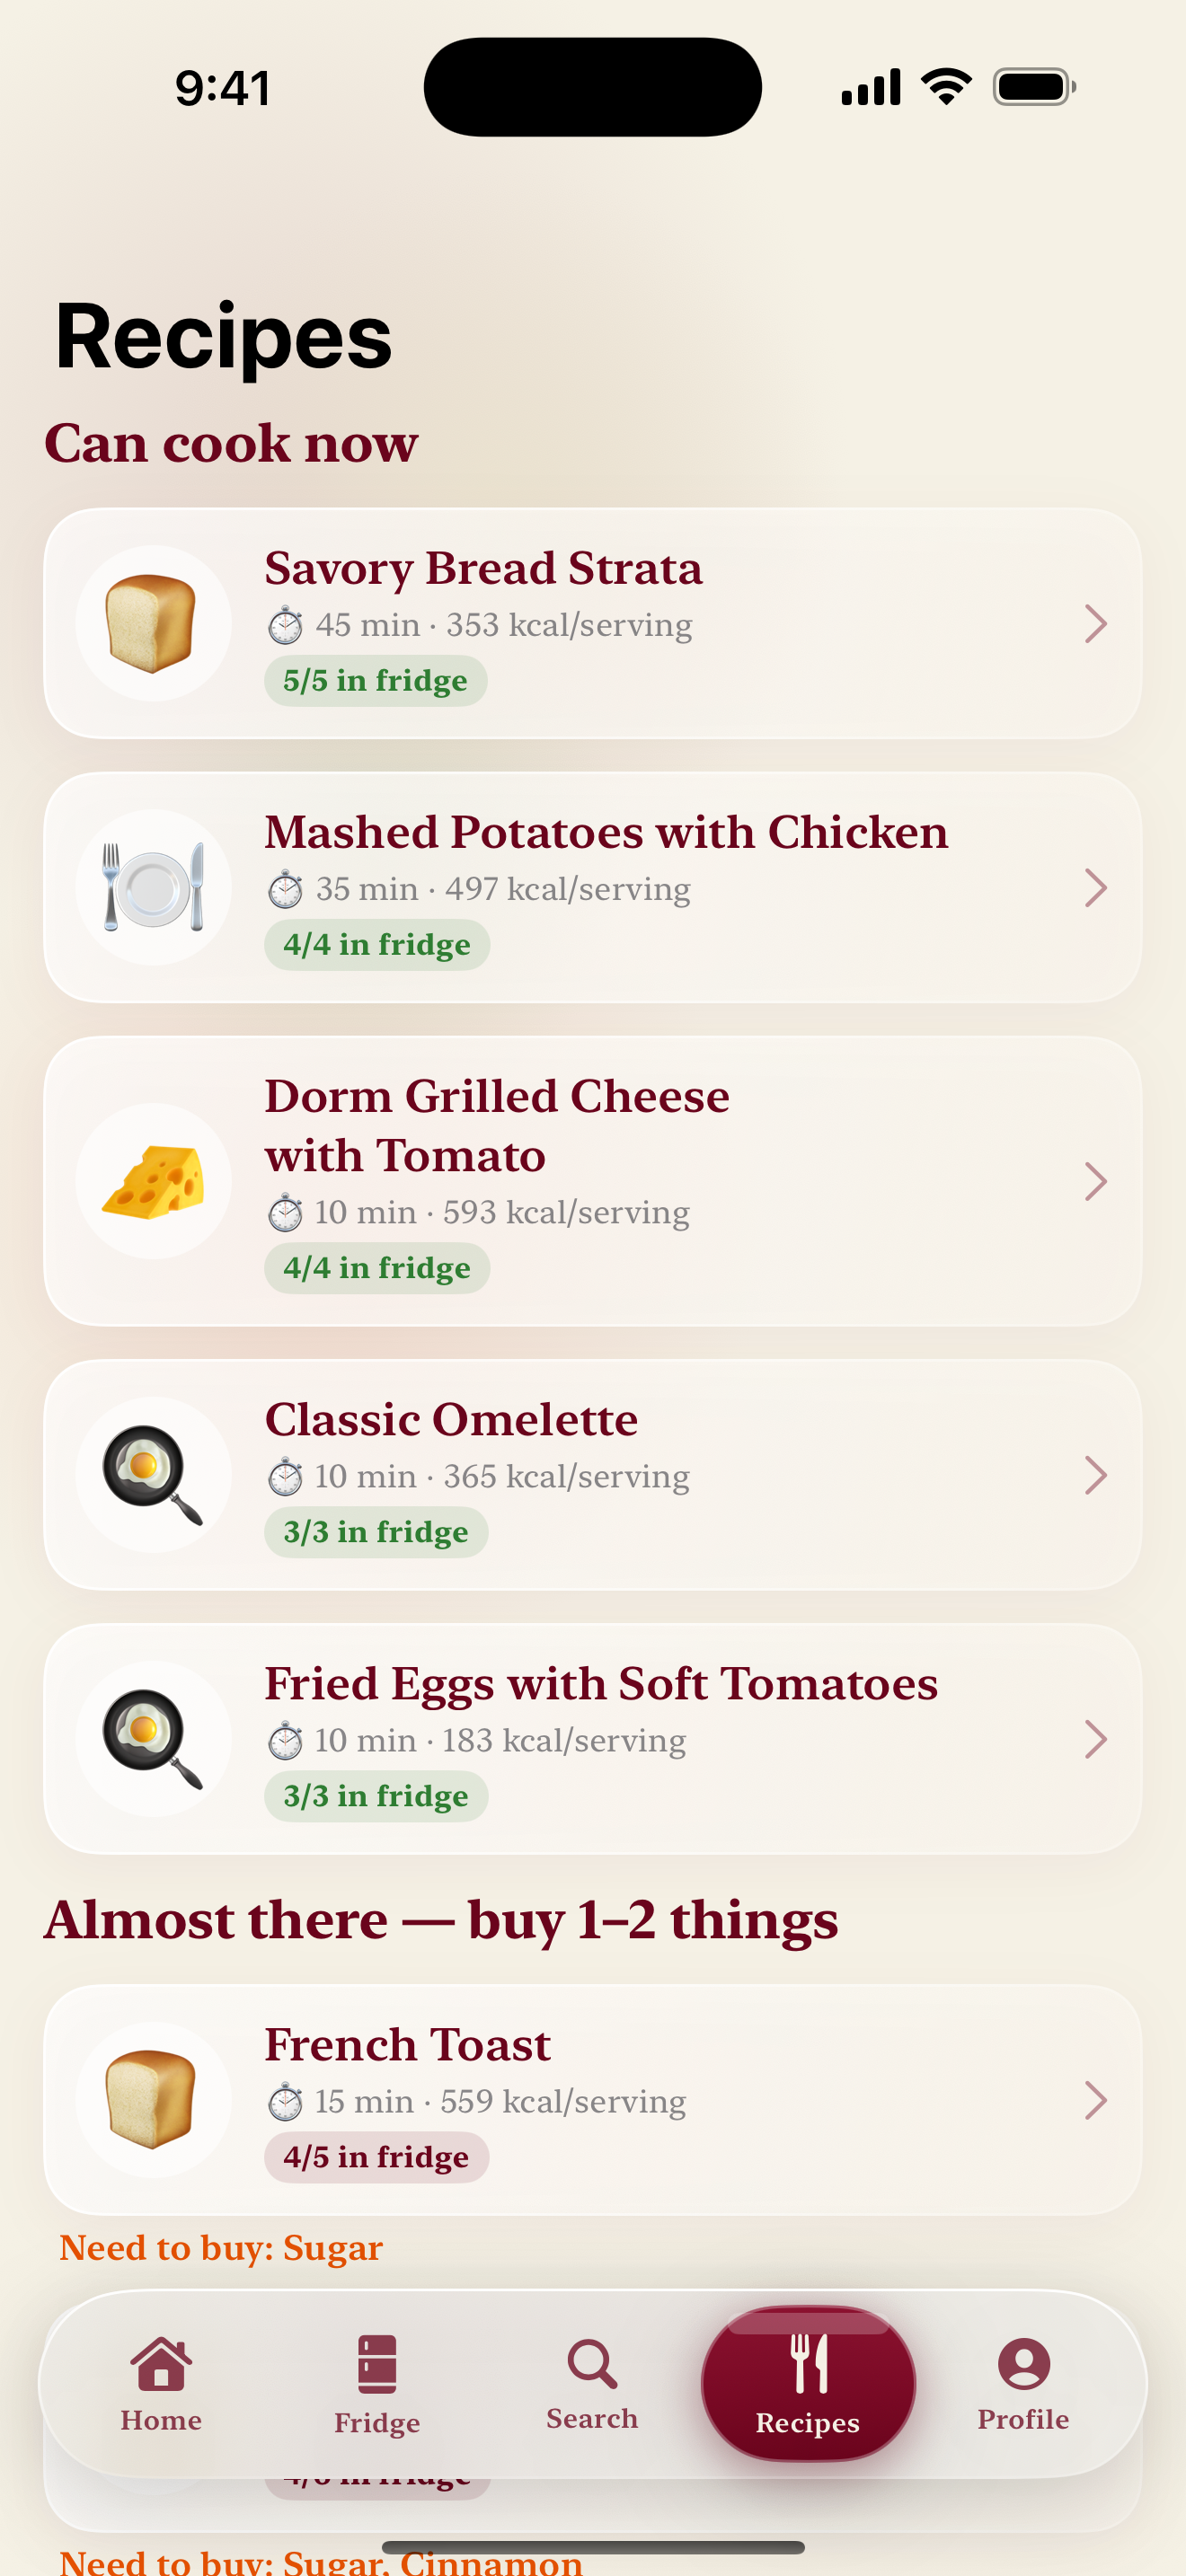 9:41
Recipes
Can cook now
Savory Bread Strata
45 min · 353 kcal/serving
5/5 in fridge
Mashed Potatoes with Chicken
35 min · 497 kcal/serving
4/4 in fridge
Dorm Grilled Cheese
with Tomato
10 min · 593 kcal/serving
4/4 in fridge
Classic Omelette
10 min · 365 kcal/serving
3/3 in fridge
Fried Eggs with Soft Tomatoes
10 min · 183 kcal/serving
3/3 in fridge
Almost there — buy 1–2 things
French Toast
15 min · 559 kcal/serving
4/5 in fridge
Need to buy: Sugar
Home
Fridge
Search
Recipes
Profile
in fridge
Need to buy: Sugar, Cinnamon